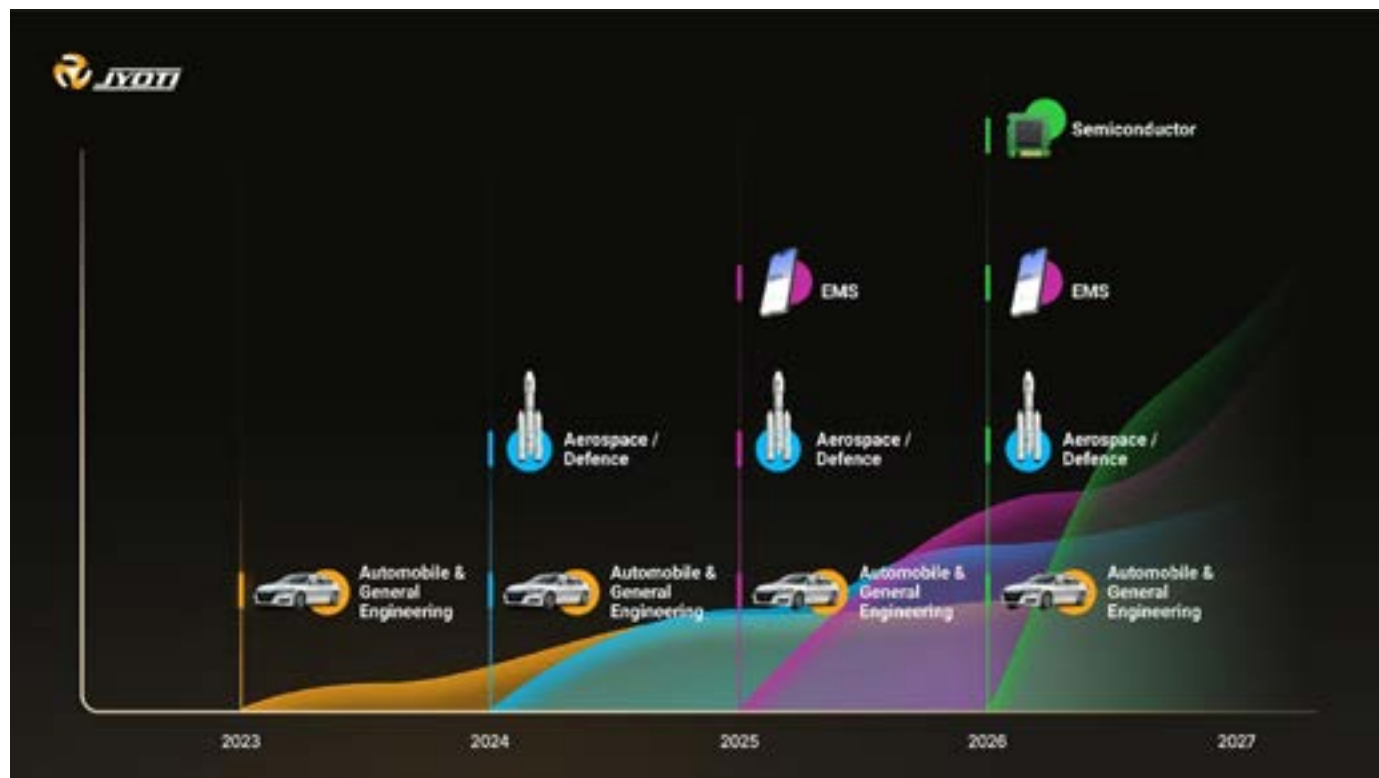 JYOTI
Semiconductor
EMS
EMS
Aerospace /
Defence
Aerospace /
Defence
Aerospace /
Defence
Automobile &
General
Engineering
Automobile &
General
Engineering
Automobile &
General
Engineering
Automobile &
General
Engineering
2023
2024
2025
2026
2027